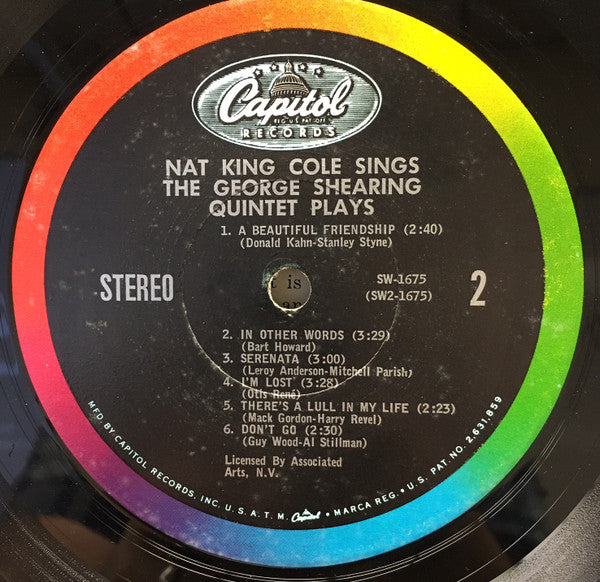 Capitol
REG. U.S. PAT. OFF.
RECORDS
NAT KING COLE SINGS
THE GEORGE SHEARING
QUINTET PLAYS
1. A BEAUTIFUL FRIENDSHIP (2:40)
(Donald Kahn-Stanley Styne)
STEREO
is
SW-1675
(SW2-1675)
2
2. IN OTHER WORDS (3:29)
(Bart Howard)
3. SERENATA (3:00)
(Leroy Anderson-Mitchell Parish)
4. I'M LOST (3:28)
(Otis René)
5. THERE'S A LULL IN MY LIFE (2:23)
(Mack Gordon-Harry Revel)
6. DON'T GO (2:30)
(Guy Wood-Al Stillman)
Licensed By Associated
Arts, N.V.
MFD BY CAPITOL RECORDS, INC. U.S.A. T.M. Capitol • MARCA REG. • U.S. PAT. NO. 2,631,859